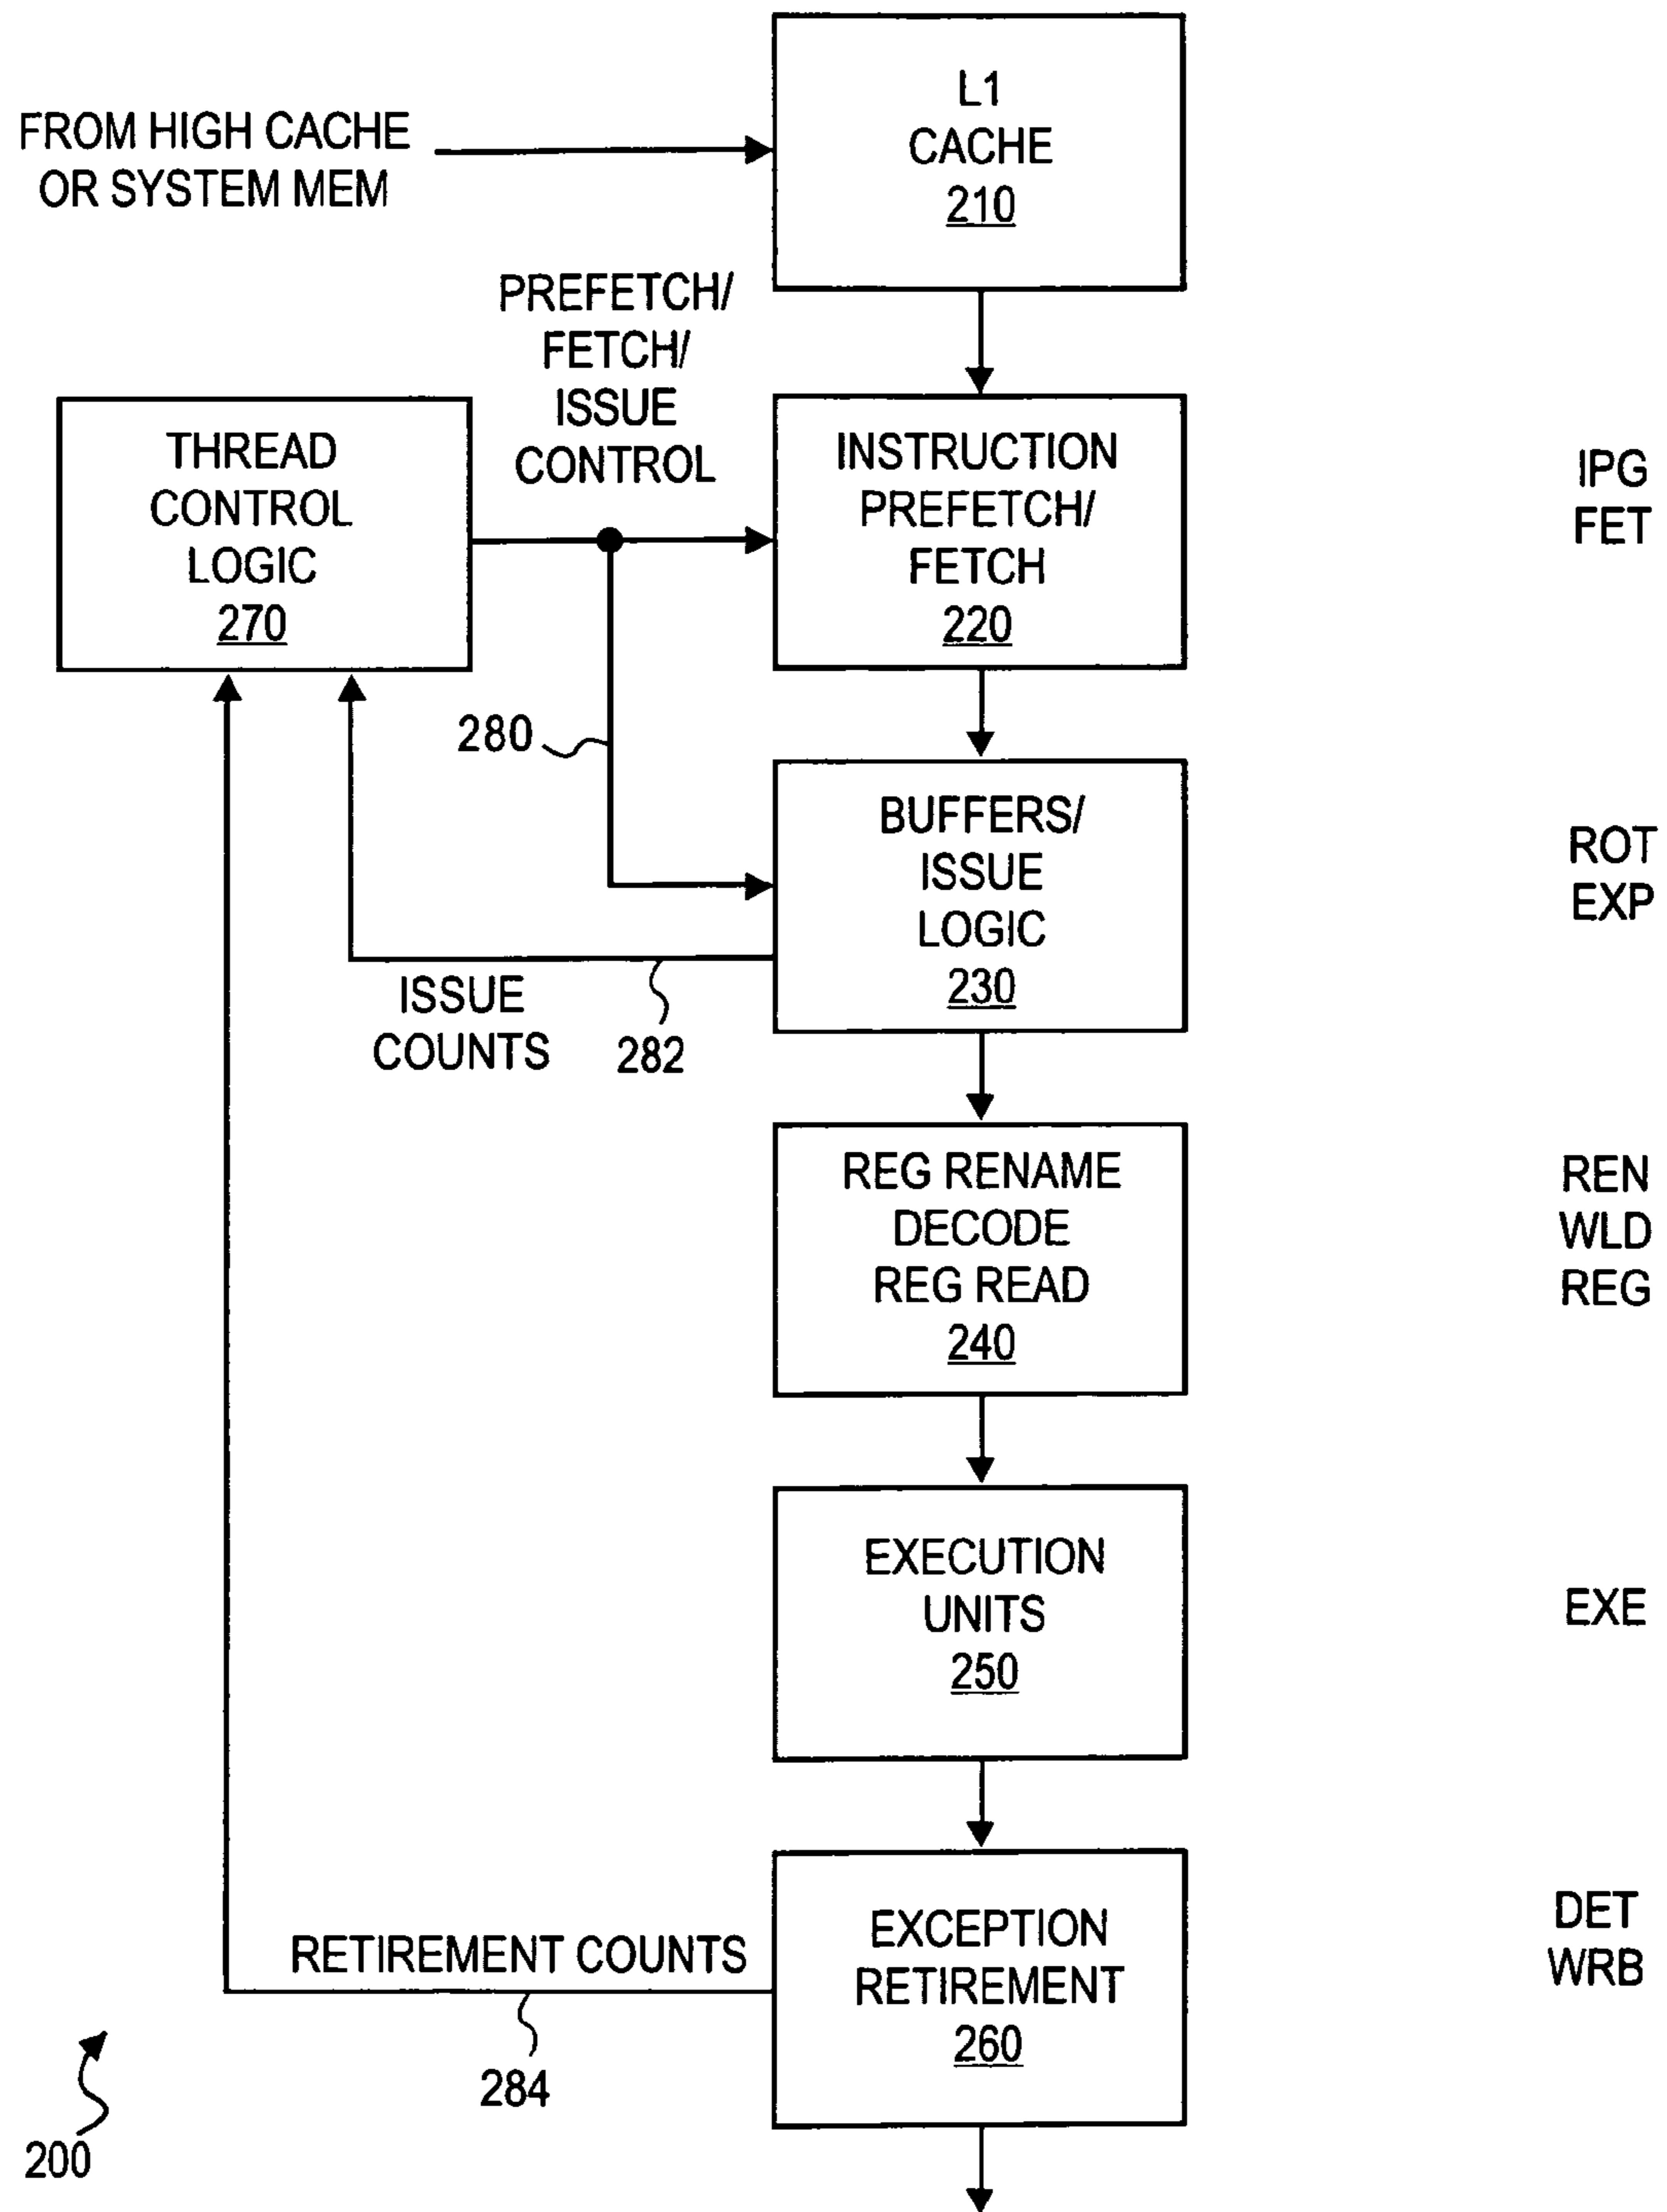 L1
CACHE
210
FROM HIGH CACHE
OR SYSTEM MEM
PREFETCH/
FETCH/
ISSUE
CONTROL
THREAD
CONTROL
LOGIC
270
INSTRUCTION
PREFETCH/
FETCH
220
IPG
FET
280
BUFFERS/
ISSUE
LOGIC
230
ROT
EXP
ISSUE
COUNTS
282
REG RENAME
DECODE
REG READ
240
REN
WLD
REG
EXECUTION
UNITS
250
EXE
EXCEPTION
RETIREMENT
260
DET
WRB
RETIREMENT COUNTS
284
200